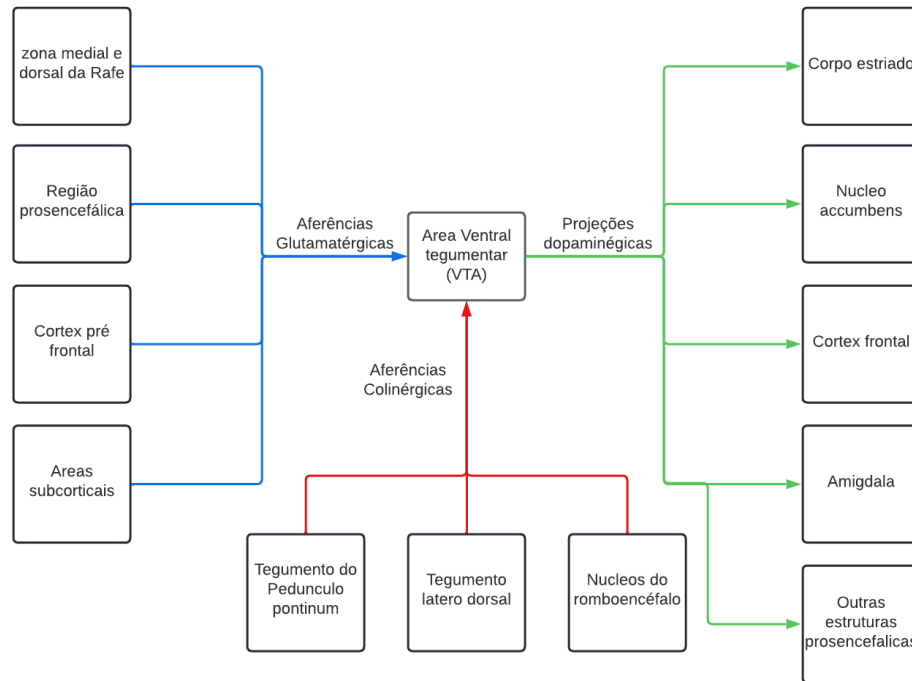 zona medial e
dorsal da Rafe
Região
prosencefálica
Cortex pré
frontal
Areas
subcorticais
Aferências
Glutamatérgicas
Area Ventral
tegumentar
(VTA)
Projeções
dopaminégicas
Aferências
Colinérgicas
Tegumento do
Pedunculo
pontinum
Tegumento
latero dorsal
Nucleos do
romboencéfalo
Corpo estriado
Nucleo
accumbens
Cortex frontal
Amigdala
Outras
estruturas
prosencefalicas